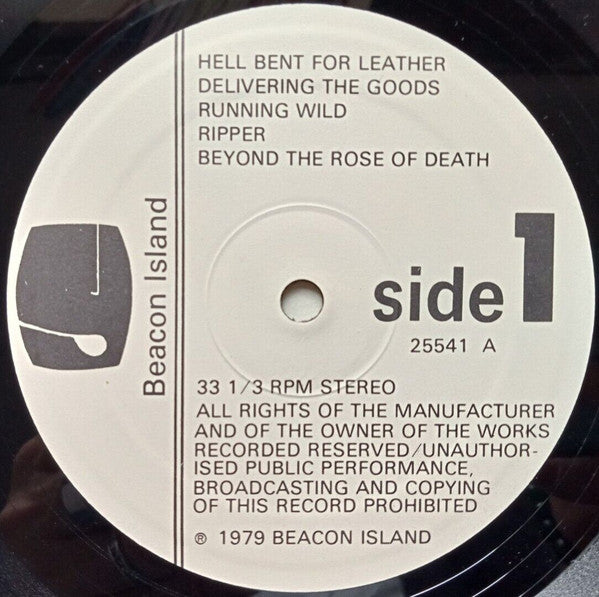 HELL BENT FOR LEATHER
DELIVERING THE GOODS
RUNNING WILD
RIPPER
BEYOND THE ROSE OF DEATH
Beacon Island
side 1
25541 A
33 1/3 RPM STEREO
ALL RIGHTS OF THE MANUFACTURER
AND OF THE OWNER OF THE WORKS
RECORDED RESERVED/UNAUTHOR-
ISED PUBLIC PERFORMANCE,
BROADCASTING AND COPYING
OF THIS RECORD PROHIBITED
℗ 1979 BEACON ISLAND